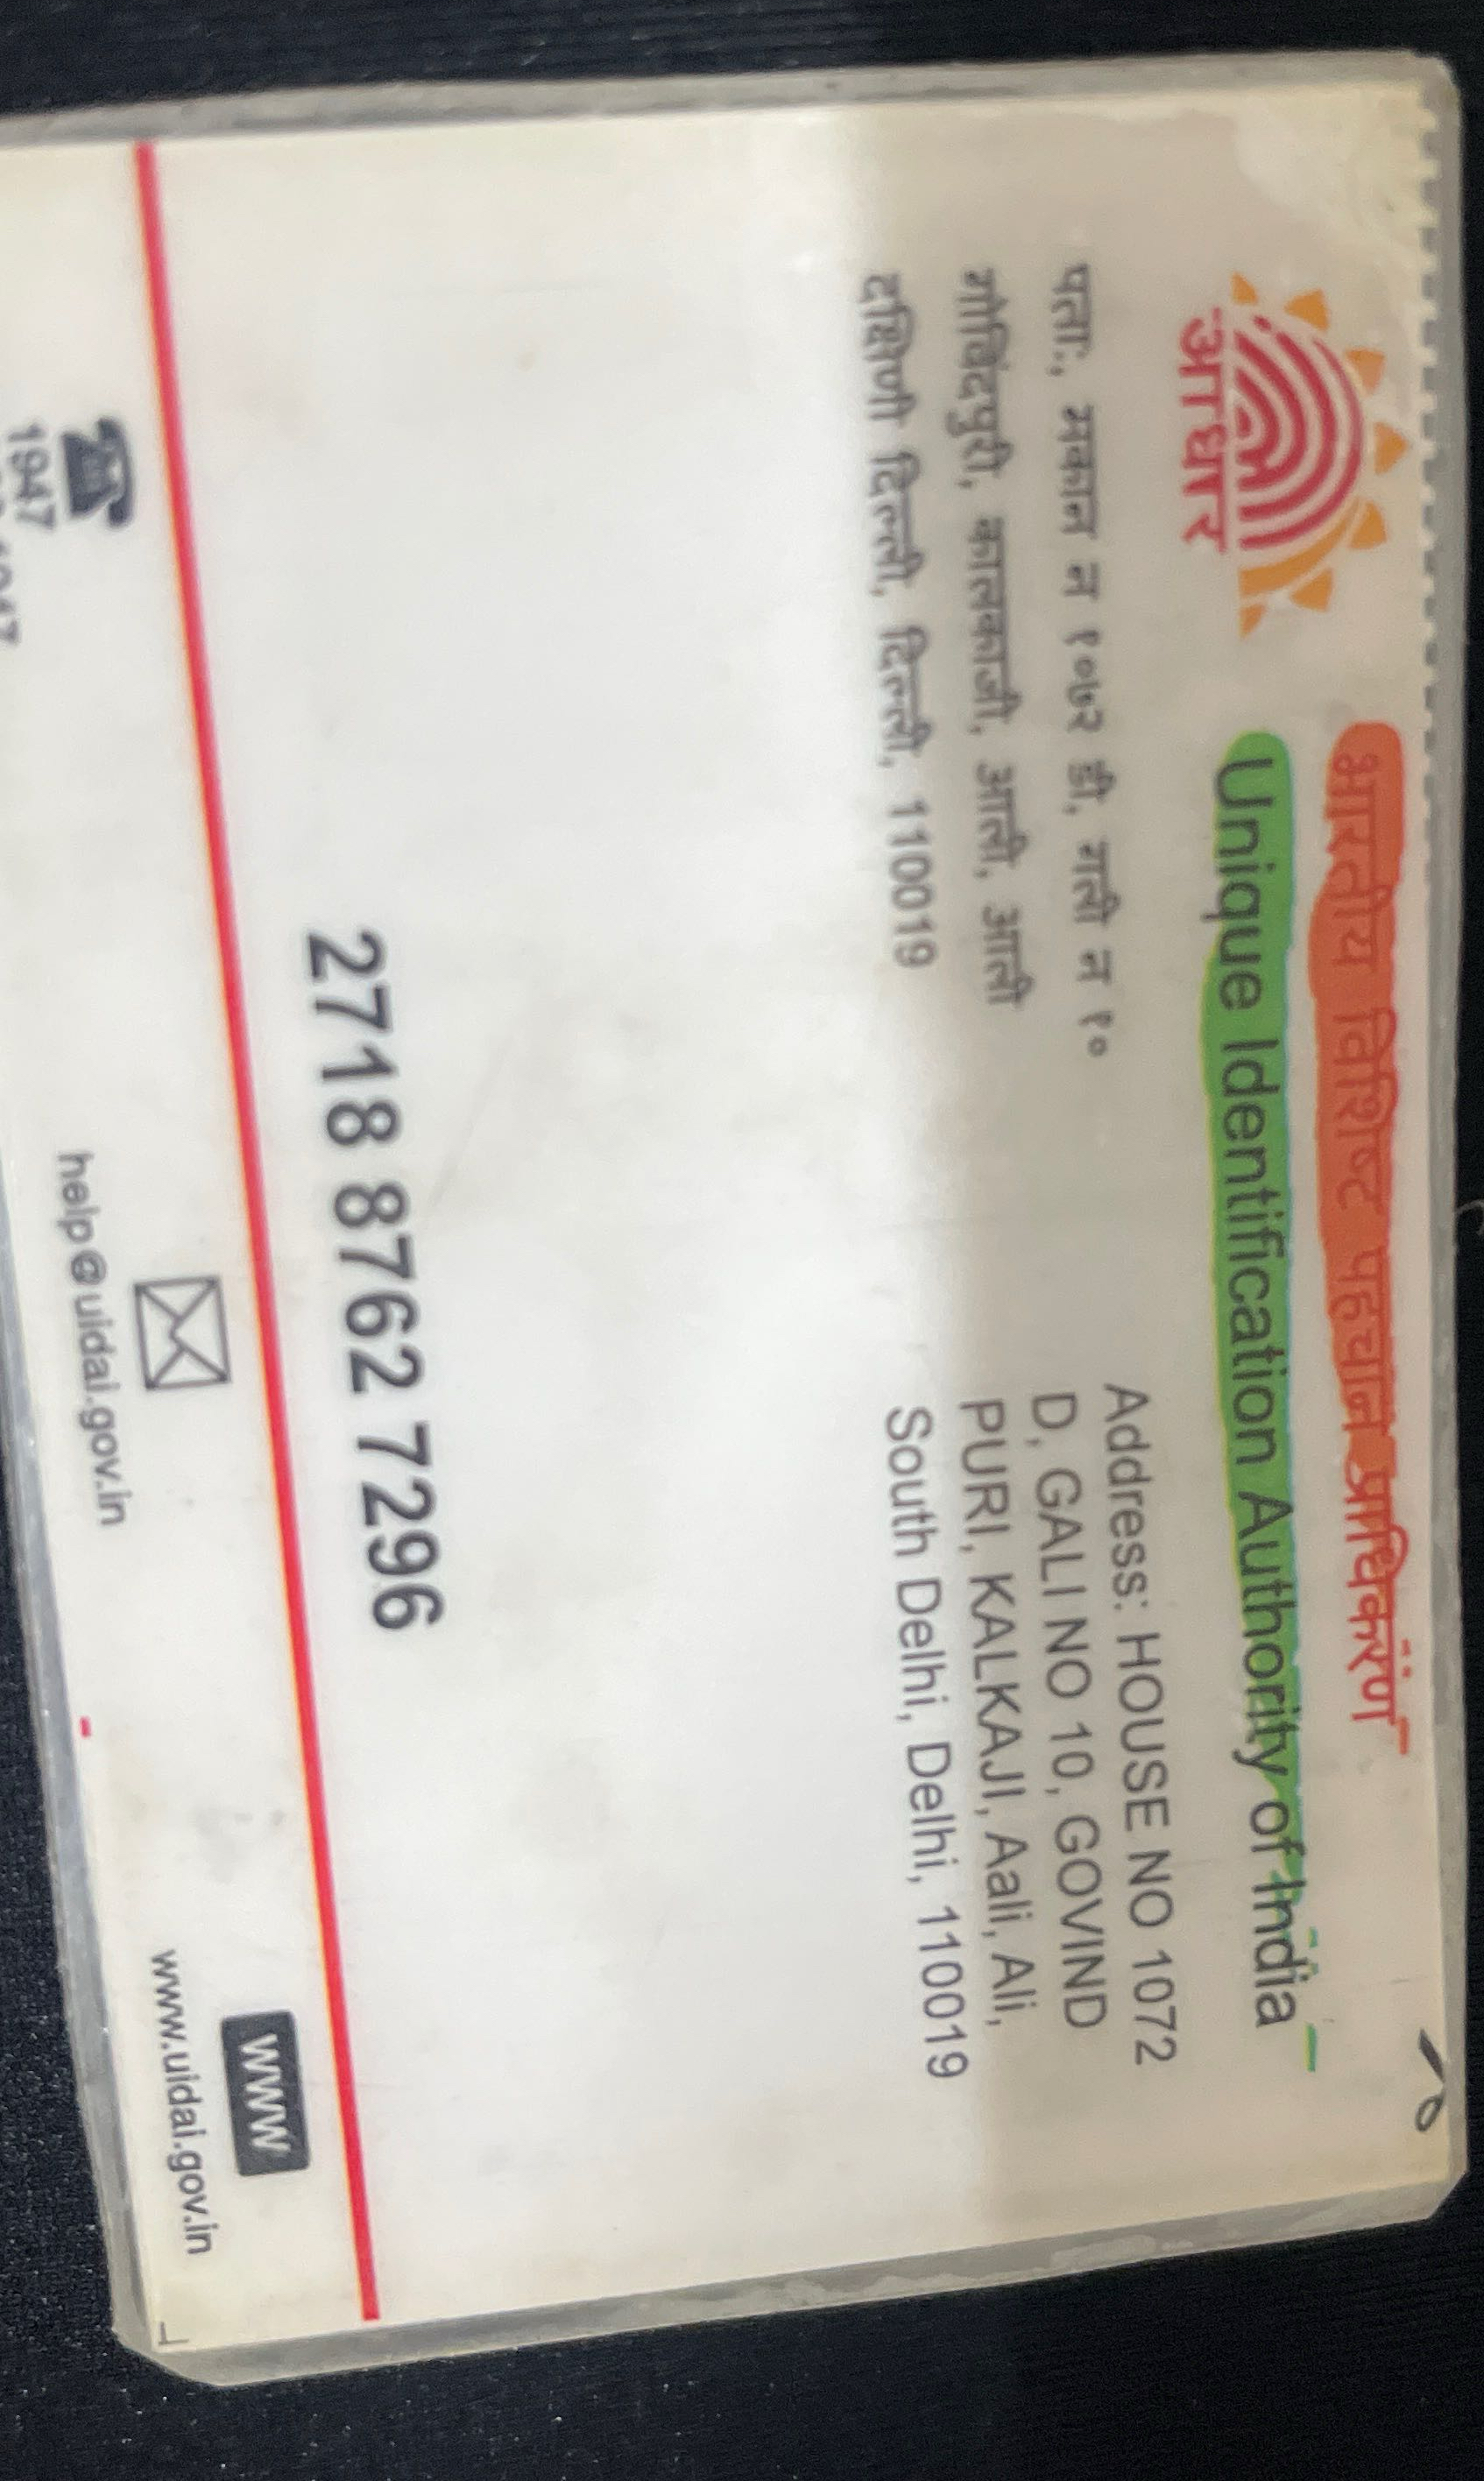 भारतीय विशिष्ट पहचान प्राधिकरण
Unique Identification Authority of India
आधार
पता:, मकान न १०७२ डी, गली न १०
गोविंदपुरी, कालकाजी, आली, आली
दक्षिणी दिल्ली, दिल्ली, 110019
Address: HOUSE NO 1072
D, GALI NO 10, GOVIND
PURI, KALKAJI, Aali, Ali,
South Delhi, Delhi, 110019
2718 8762 7296
1947
help@uidai.gov.in
www
www.uidai.gov.in